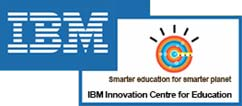 IBM
Smarter education for smarter planet
IBM Innovation Centre for Education